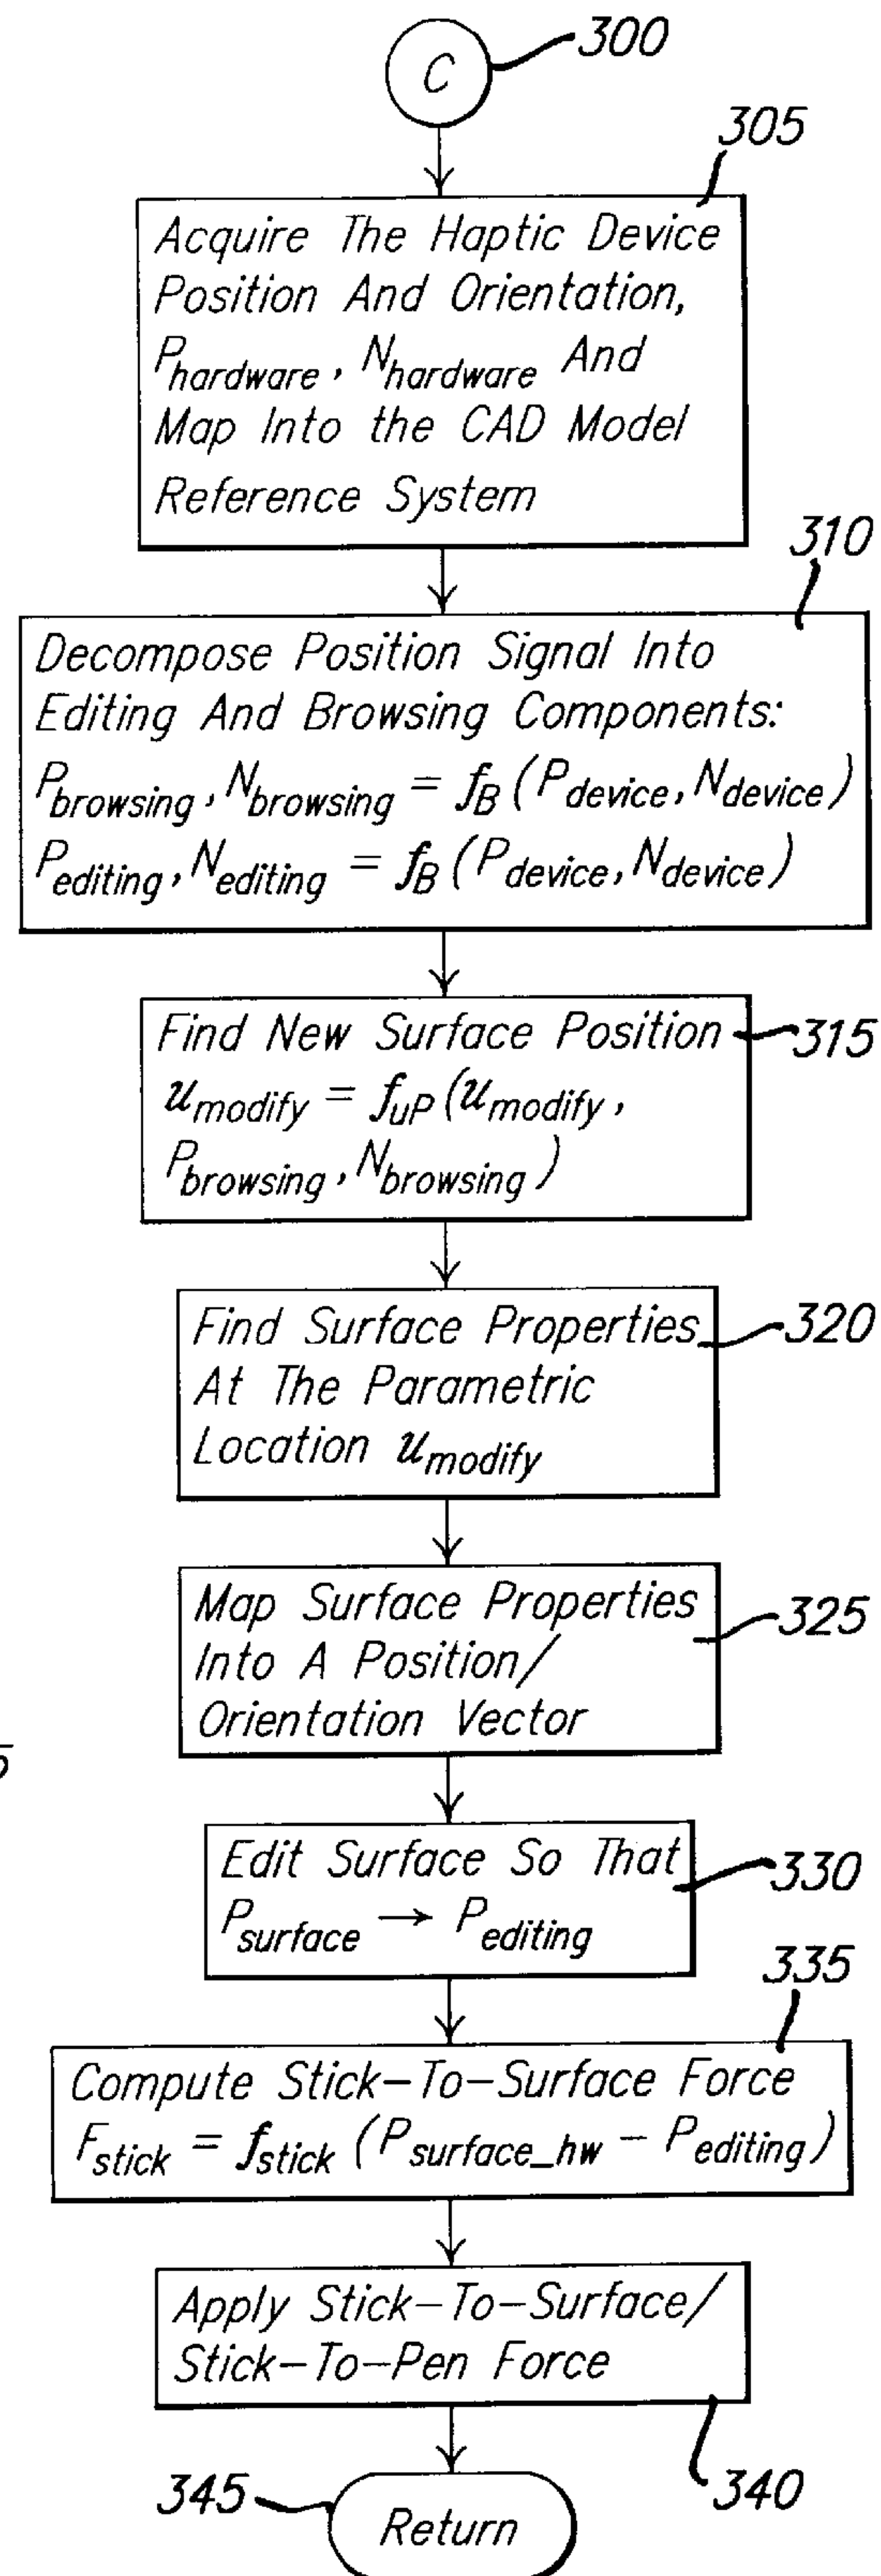 C
300
305
Acquire The Haptic Device
Position And Orientation,
P_hardware, N_hardware And
Map Into the CAD Model
Reference System
310
Decompose Position Signal Into
Editing And Browsing Components:
P_browsing, N_browsing = f_B (P_device, N_device)
P_editing, N_editing = f_B (P_device, N_device)
315
Find New Surface Position
u_modify = f_uP (u_modify,
P_browsing, N_browsing)
320
Find Surface Properties
At The Parametric
Location u_modify
325
Map Surface Properties
Into A Position/
Orientation Vector
330
Edit Surface So That
P_surface → P_editing
335
Compute Stick-To-Surface Force
F_stick = f_stick (P_surface_hw - P_editing)
Apply Stick-To-Surface/
Stick-To-Pen Force
340
345
Return